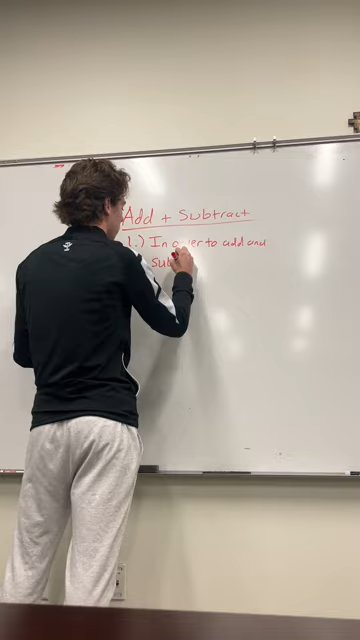 Add + Subtract
1.) In order to add and
sub